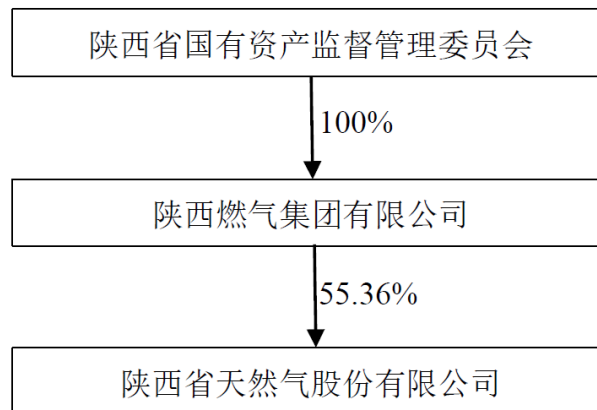 陕西省国有资产监督管理委员会
100%
陕西燃气集团有限公司
55.36%
陕西省天然气股份有限公司